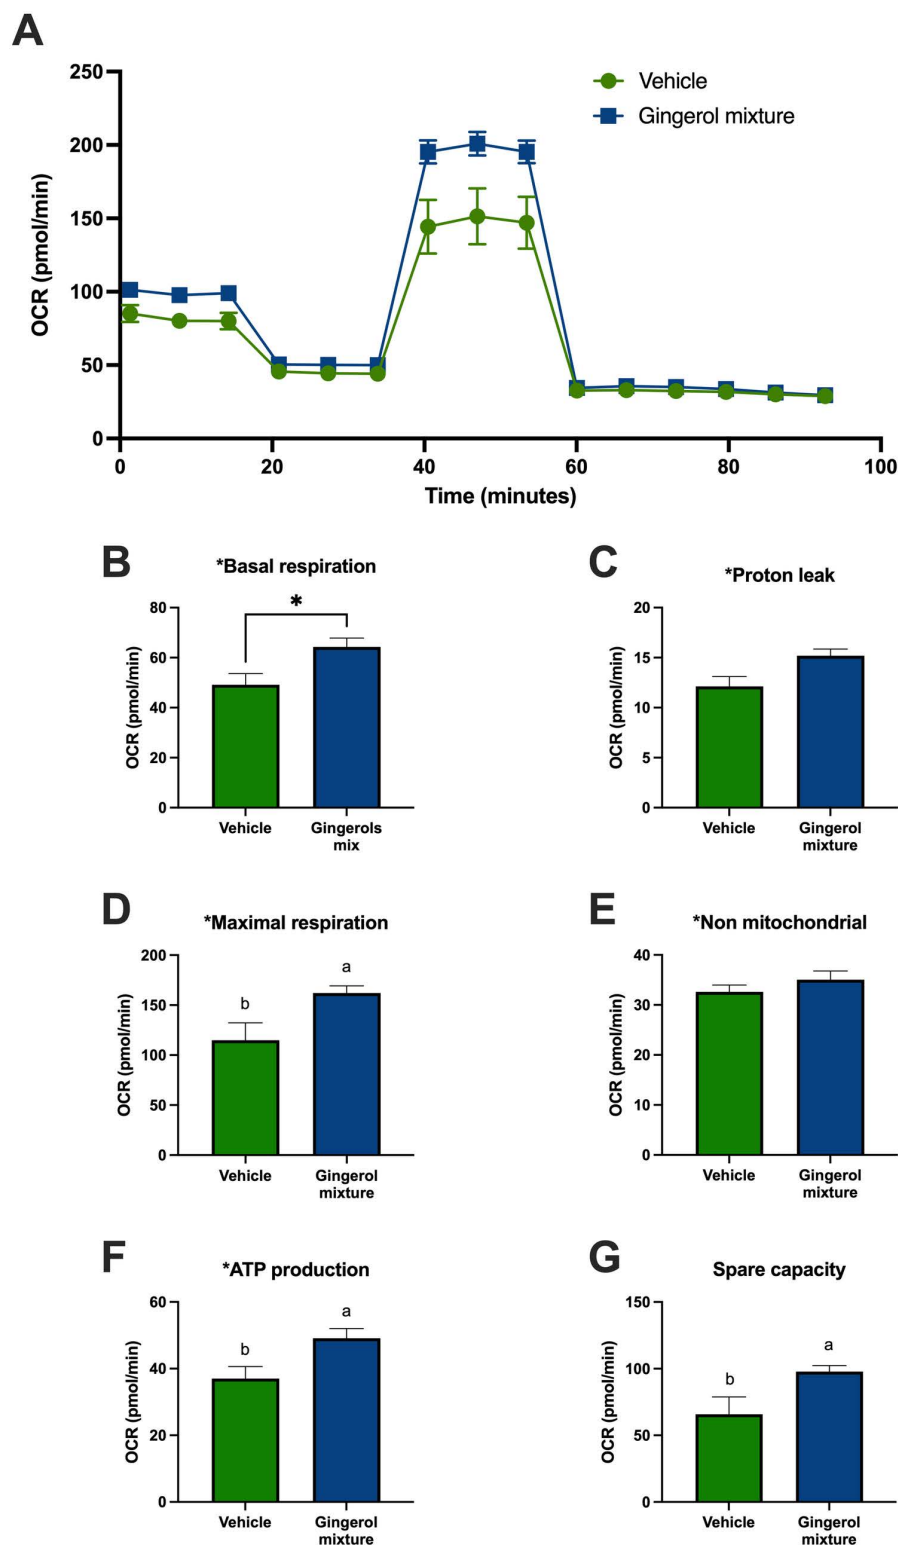 A
250
200
150
100
50
0
OCR (pmol/min)
Vehicle
Gingerol mixture
0 20 40 60 80 100
Time (minutes)
B
*Basal respiration
*
80
60
40
20
0
OCR (pmol/min)
Vehicle Gingerols
mix
C
*Proton leak
20
15
10
5
0
OCR (pmol/min)
Vehicle Gingerol
mixture
D
*Maximal respiration
200
150
100
50
0
OCR (pmol/min)
b a
Vehicle Gingerol
mixture
E
*Non mitochondrial
40
30
20
10
0
OCR (pmol/min)
Vehicle Gingerol
mixture
F
*ATP production
60
40
20
0
OCR (pmol/min)
b a
Vehicle Gingerol
mixture
G
Spare capacity
150
100
50
0
OCR (pmol/min)
b a
Vehicle Gingerol
mixture